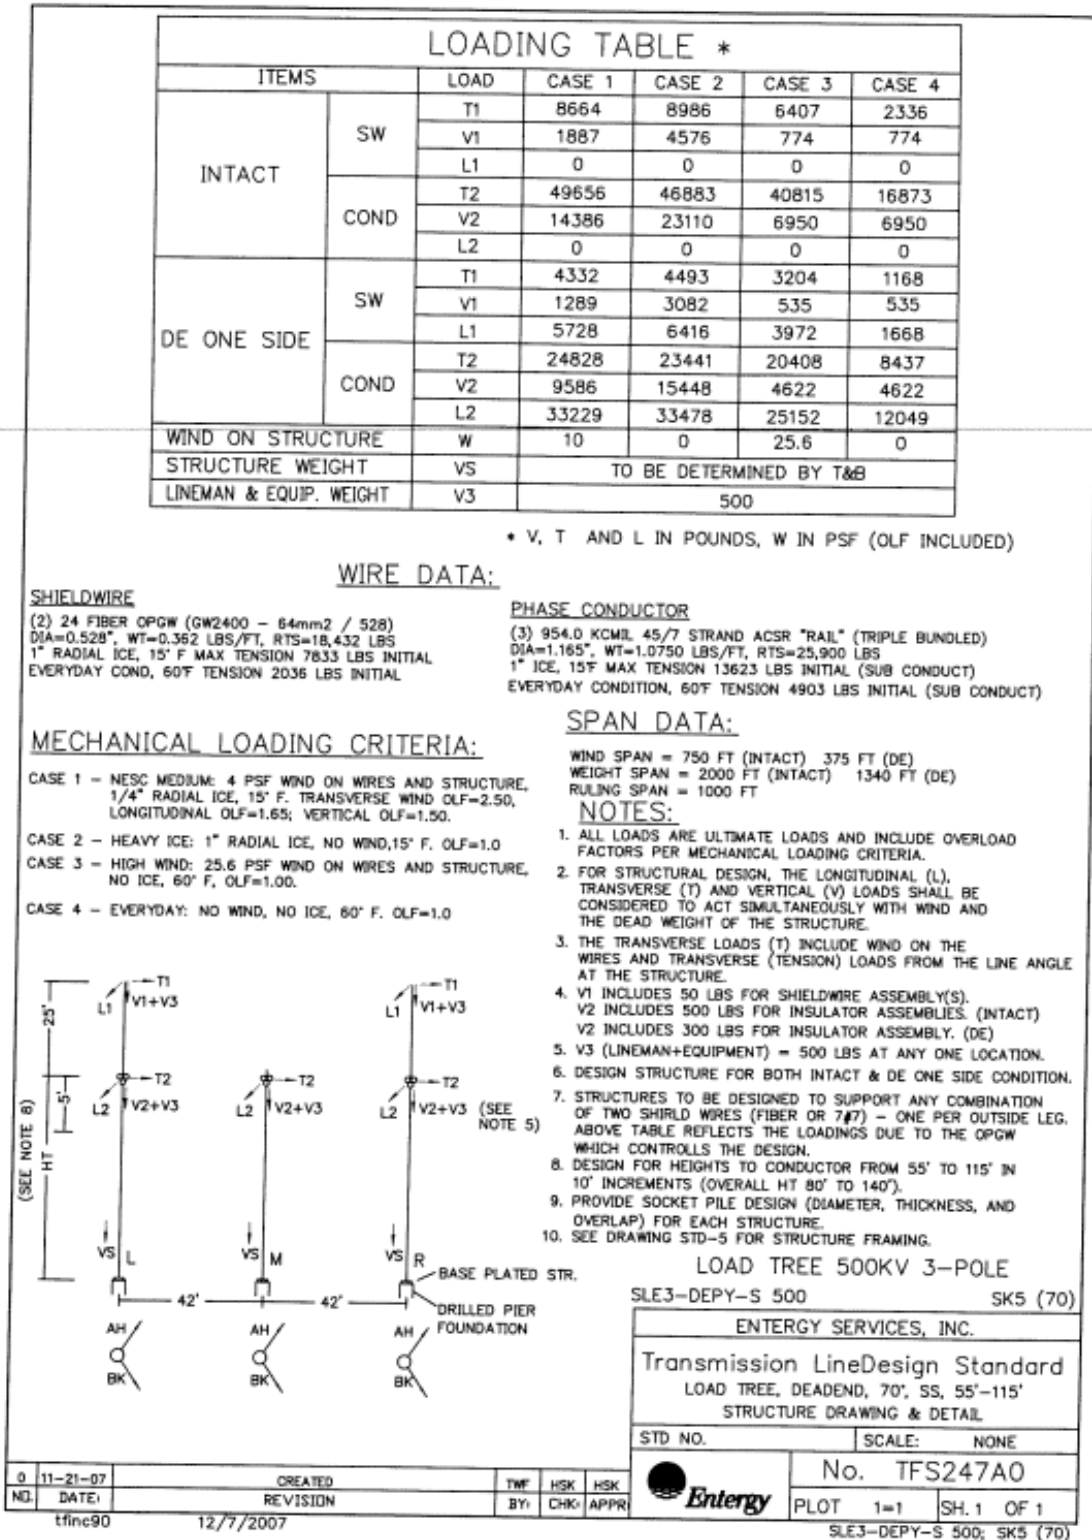 LOADING TABLE *
ITEMS LOAD CASE 1 CASE 2 CASE 3 CASE 4
INTACT SW T1 8664 8986 6407 2336
V1 1887 4576 774 774
L1 0 0 0 0
COND T2 49656 46883 40815 16873
V2 14386 23110 6950 6950
L2 0 0 0 0
DE ONE SIDE SW T1 4332 4493 3204 1168
V1 1289 3082 535 535
L1 5728 6416 3972 1668
COND T2 24828 23441 20408 8437
V2 9586 15448 4622 4622
L2 33229 33478 25152 12049
WIND ON STRUCTURE W 10 0 25.6 0
STRUCTURE WEIGHT VS TO BE DETERMINED BY T&B
LINEMAN & EQUIP. WEIGHT V3 500
* V, T AND L IN POUNDS, W IN PSF (OLF INCLUDED)
WIRE DATA:
SHIELDWIRE
(2) 24 FIBER OPGW (GW2400 - 64mm2 / 528)
DIA=0.528", WT=0.362 LBS/FT, RTS=18,432 LBS
1" RADIAL ICE, 15° F MAX TENSION 7833 LBS INITIAL
EVERYDAY COND, 60°F TENSION 2036 LBS INITIAL
PHASE CONDUCTOR
(3) 954.0 KCMIL 45/7 STRAND ACSR "RAIL" (TRIPLE BUNDLED)
DIA=1.165", WT=1.0750 LBS/FT, RTS=25,900 LBS
1" ICE, 15°F MAX TENSION 13623 LBS INITIAL (SUB CONDUCT)
EVERYDAY CONDITION, 60°F TENSION 4903 LBS INITIAL (SUB CONDUCT)
SPAN DATA:
WIND SPAN = 750 FT (INTACT) 375 FT (DE)
WEIGHT SPAN = 2000 FT (INTACT) 1340 FT (DE)
RULING SPAN = 1000 FT
MECHANICAL LOADING CRITERIA:
CASE 1 - NESC MEDIUM: 4 PSF WIND ON WIRES AND STRUCTURE,
1/4" RADIAL ICE, 15° F. TRANSVERSE WIND OLF=2.50,
LONGITUDINAL OLF=1.65; VERTICAL OLF=1.50.
CASE 2 - HEAVY ICE: 1" RADIAL ICE, NO WIND,15° F. OLF=1.0
CASE 3 - HIGH WIND: 25.6 PSF WIND ON WIRES AND STRUCTURE,
NO ICE, 60° F, OLF=1.00.
CASE 4 - EVERYDAY: NO WIND, NO ICE, 60° F. OLF=1.0
NOTES:
1. ALL LOADS ARE ULTIMATE LOADS AND INCLUDE OVERLOAD
FACTORS PER MECHANICAL LOADING CRITERIA.
2. FOR STRUCTURAL DESIGN, THE LONGITUDINAL (L),
TRANSVERSE (T) AND VERTICAL (V) LOADS SHALL BE
CONSIDERED TO ACT SIMULTANEOUSLY WITH WIND AND
THE DEAD WEIGHT OF THE STRUCTURE.
3. THE TRANSVERSE LOADS (T) INCLUDE WIND ON THE
WIRES AND TRANSVERSE (TENSION) LOADS FROM THE LINE ANGLE
AT THE STRUCTURE.
4. V1 INCLUDES 50 LBS FOR SHIELDWIRE ASSEMBLY(S).
V2 INCLUDES 500 LBS FOR INSULATOR ASSEMBLIES. (INTACT)
V2 INCLUDES 300 LBS FOR INSULATOR ASSEMBLY. (DE)
5. V3 (LINEMAN+EQUIPMENT) = 500 LBS AT ANY ONE LOCATION.
6. DESIGN STRUCTURE FOR BOTH INTACT & DE ONE SIDE CONDITION.
7. STRUCTURES TO BE DESIGNED TO SUPPORT ANY COMBINATION
OF TWO SHIRLD WIRES (FIBER OR 7#7) - ONE PER OUTSIDE LEG.
ABOVE TABLE REFLECTS THE LOADINGS DUE TO THE OPGW
WHICH CONTROLLS THE DESIGN.
8. DESIGN FOR HEIGHTS TO CONDUCTOR FROM 55' TO 115' IN
10' INCREMENTS (OVERALL HT 80' TO 140').
9. PROVIDE SOCKET PILE DESIGN (DIAMETER, THICKNESS, AND
OVERLAP) FOR EACH STRUCTURE.
10. SEE DRAWING STD-5 FOR STRUCTURE FRAMING.
T1 T1
L1 V1+V3 L1 V1+V3
25'
T2 T2 T2
5'
L2 V2+V3 L2 V2+V3 L2 V2+V3 (SEE
NOTE 5)
(SEE NOTE 8)
HT
VS L VS M VS R
BASE PLATED STR.
42' 42'
DRILLED PIER
FOUNDATION
AH AH AH
BK BK BK
LOAD TREE 500KV 3-POLE
SLE3-DEPY-S 500 SK5 (70)
ENTERGY SERVICES, INC.
Transmission LineDesign Standard
LOAD TREE, DEADEND, 70°, SS, 55'-115'
STRUCTURE DRAWING & DETAIL
STD NO. SCALE: NONE
Entergy No. TFS247A0
PLOT 1=1 SH. 1 OF 1
0 11-21-07 CREATED TWF HSK HSK
NO. DATE: REVISION BY: CHK: APPR
tfinc90 12/7/2007
SLE3-DEPY-S 500; SK5 (70)